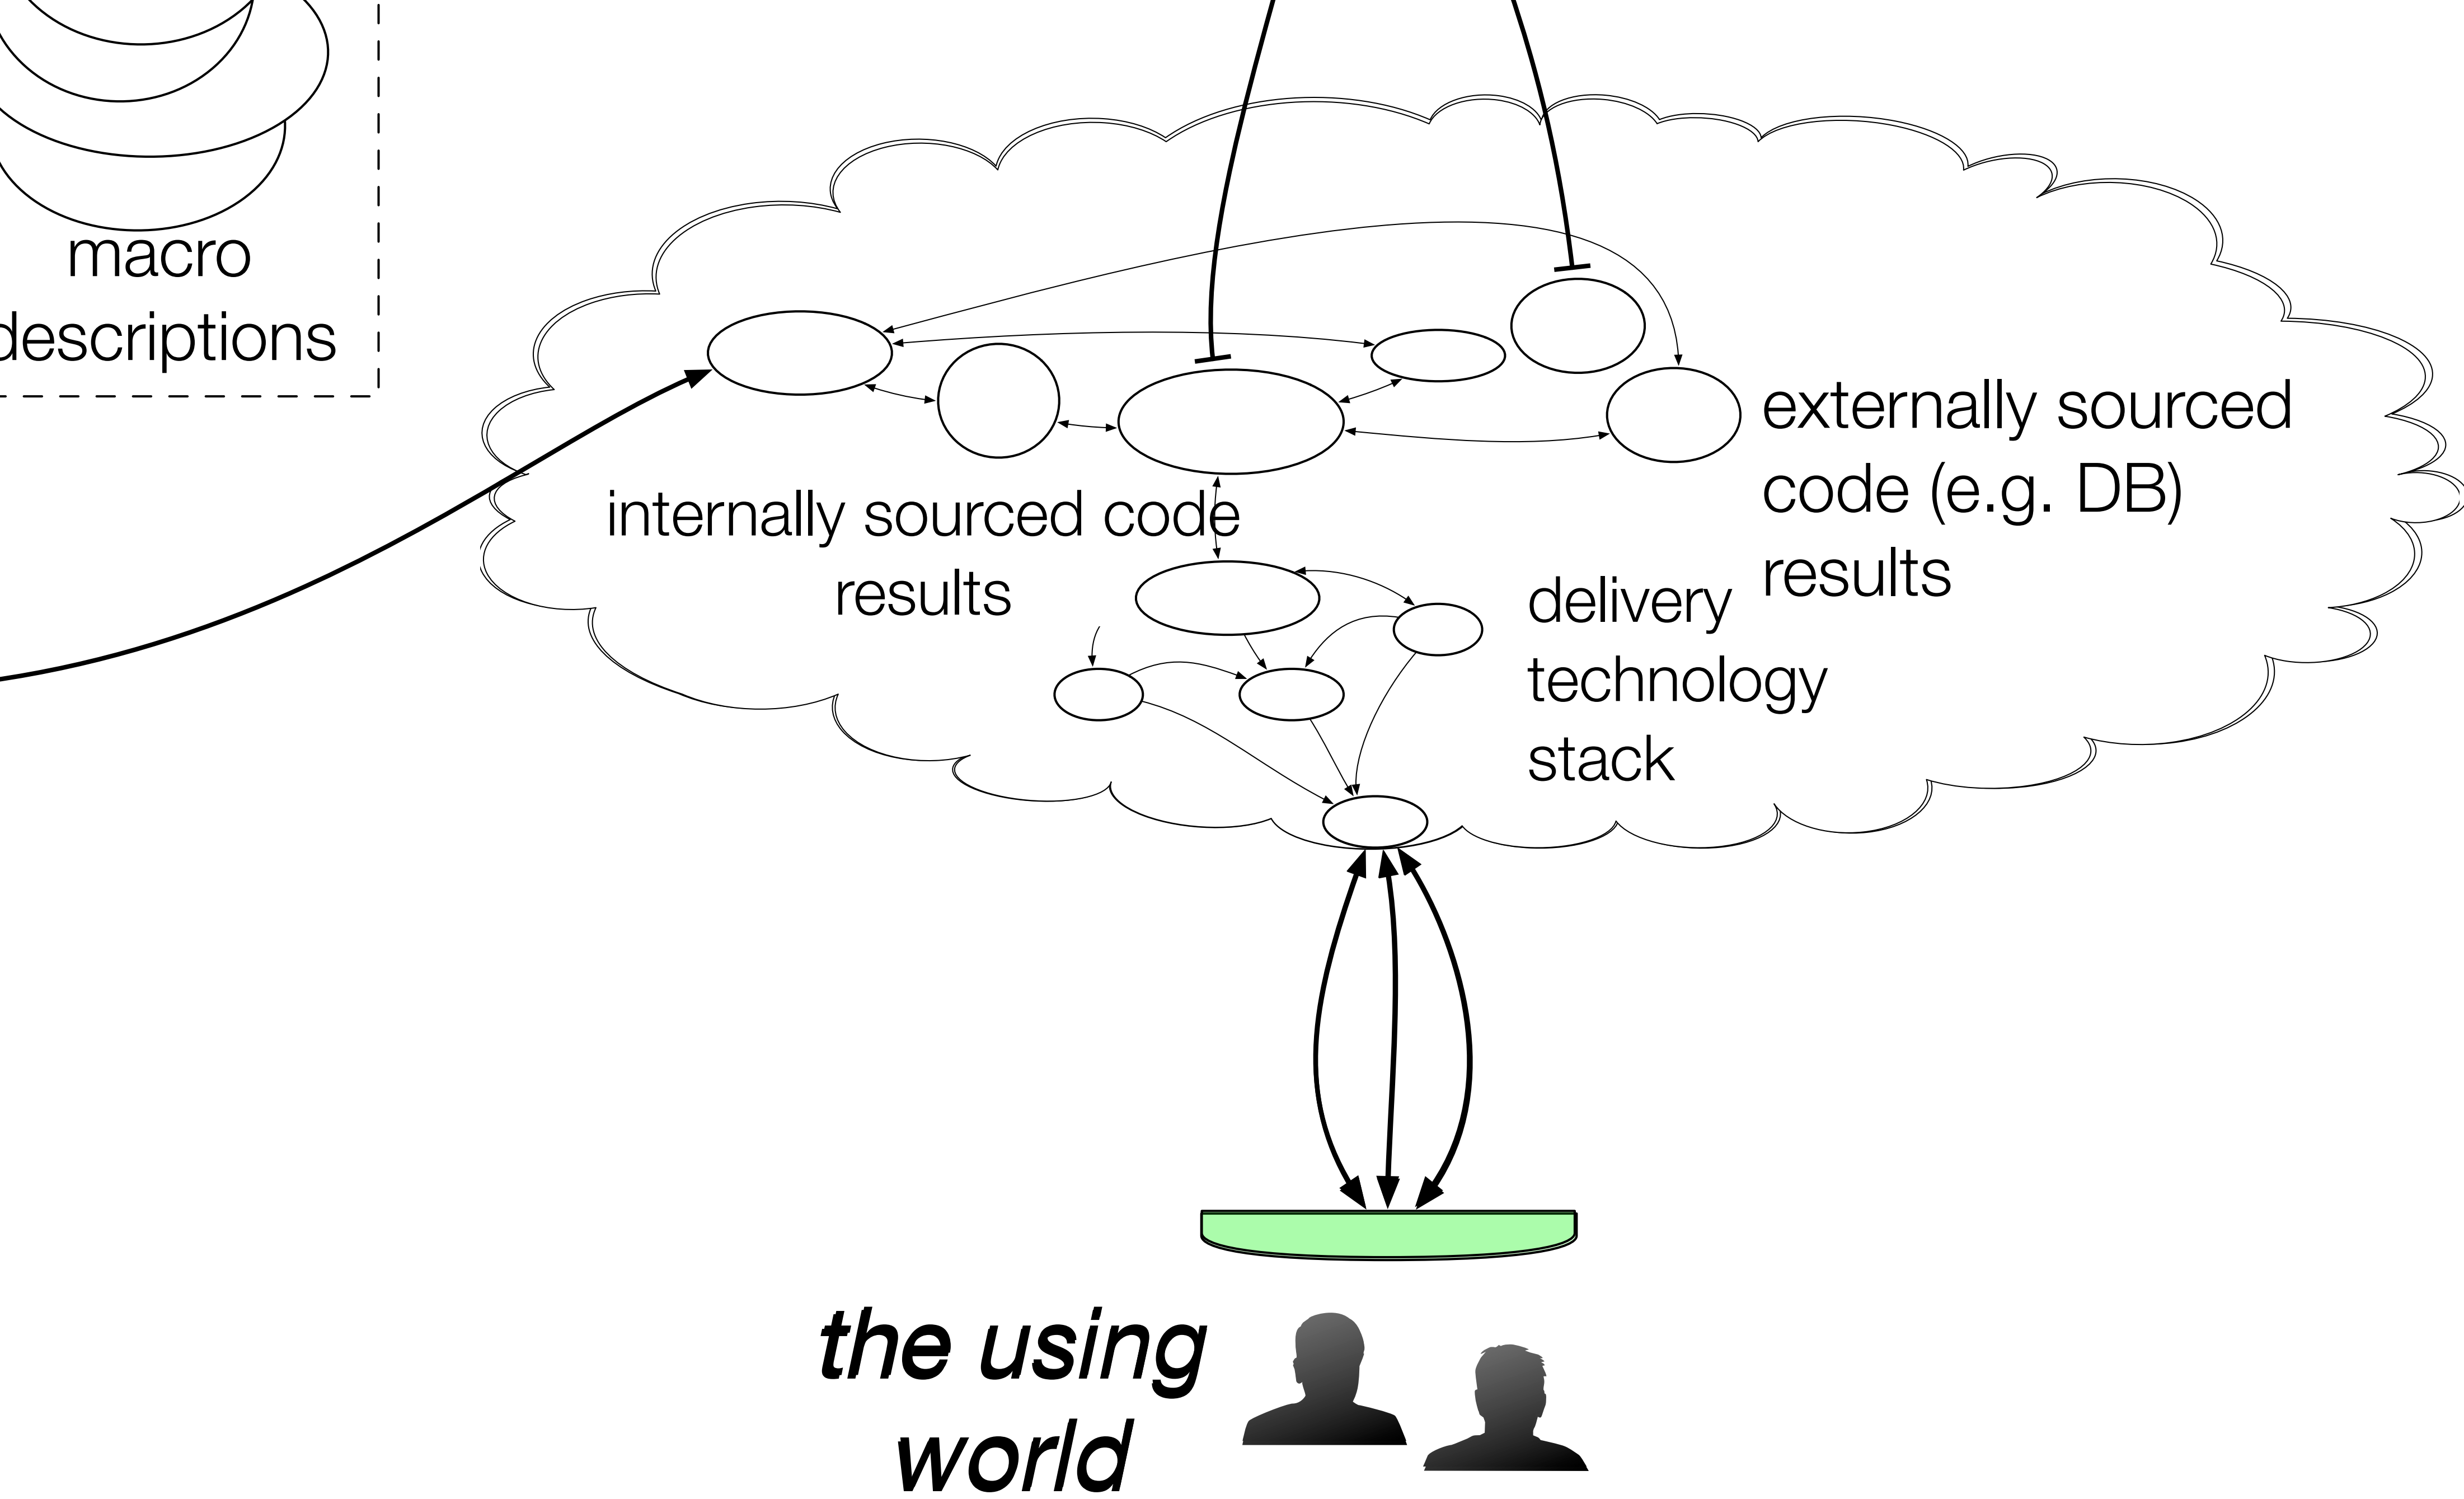 macro
descriptions
internally sourced code
results
externally sourced
code (e.g. DB)
results
delivery
technology
stack
the using
world